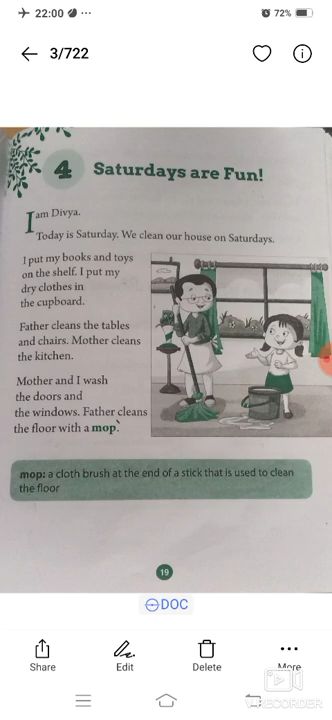 22:00
72%
3/722
4 Saturdays are Fun!
I am Divya.
Today is Saturday. We clean our house on Saturdays.
I put my books and toys
on the shelf. I put my
dry clothes in
the cupboard.
Father cleans the tables
and chairs. Mother cleans
the kitchen.
Mother and I wash
the doors and
the windows. Father cleans
the floor with a mop.
mop: a cloth brush at the end of a stick that is used to clean
the floor
19
DOC
Share Edit Delete More
V RECORDER